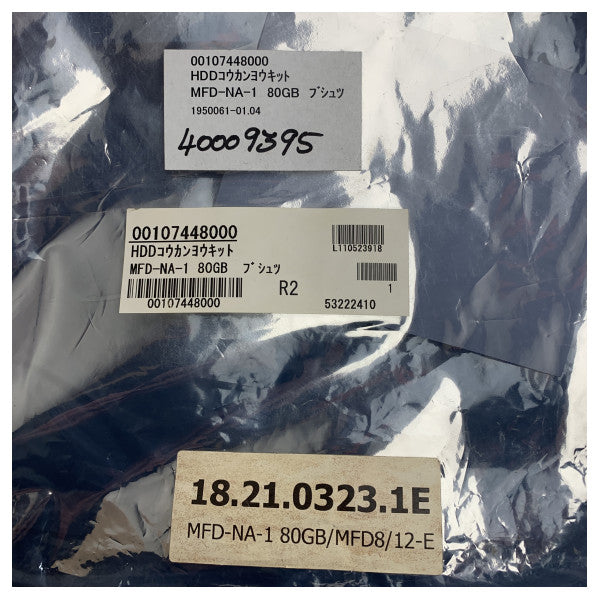 00107448000
HDDコウカンヨウキット
MFD-NA-1 80GB ブシュツ
1950061-01.04
40009395
00107448000
HDDコウカンヨウキット
MFD-NA-1 80GB ブシュツ
00107448000
R2
L110523918
1
53222410
18.21.0323.1E
MFD-NA-1 80GB/MFD8/12-E